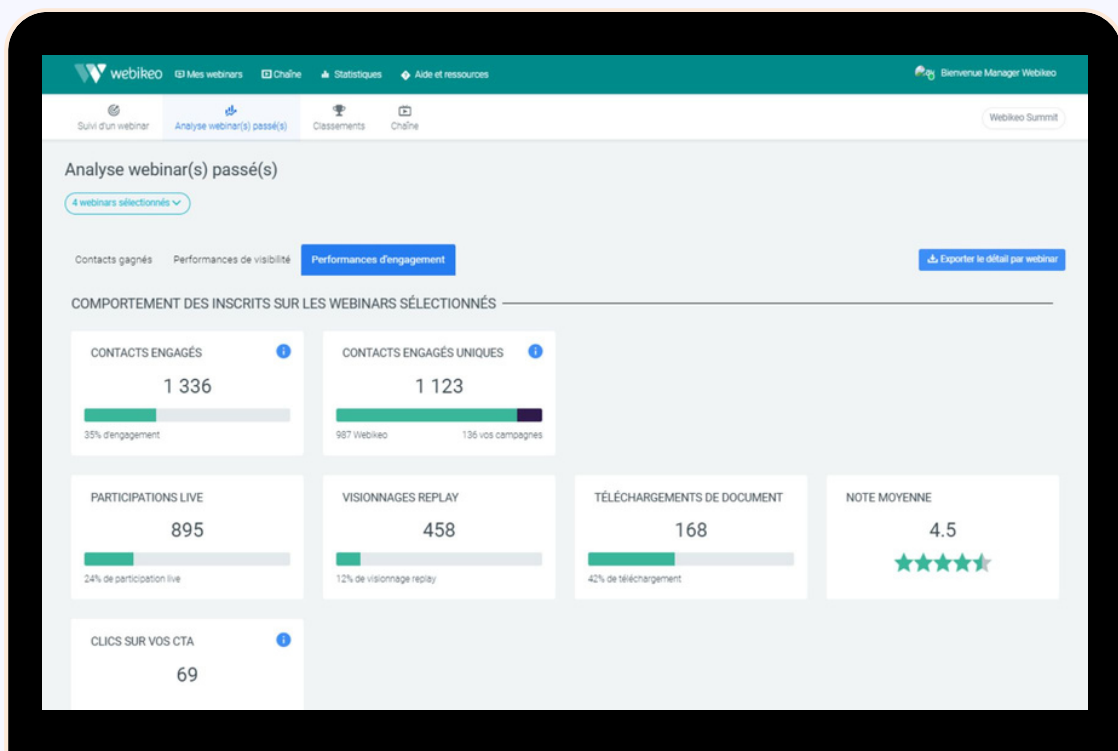 webikeo Mes webinars Chaîne Statistiques Aide et ressources Bienvenue Manager Webikeo
Suivi d'un webinar Analyse webinar(s) passé(s) Classements Chaîne Webikeo Summit
Analyse webinar(s) passé(s)
4 webinars sélectionnés
Contacts gagnés Performances de visibilité Performances d'engagement Exporter le détail par webinar
COMPORTEMENT DES INSCRITS SUR LES WEBINARS SÉLECTIONNÉS
CONTACTS ENGAGÉS CONTACTS ENGAGÉS UNIQUES
1 336 1 123
35% d'engagement 987 Webikeo 136 vos campagnes
PARTICIPATIONS LIVE VISIONNAGES REPLAY TÉLÉCHARGEMENTS DE DOCUMENT NOTE MOYENNE
895 458 168 4.5
24% de participation live 12% de visionnage replay 42% de téléchargement
CLICS SUR VOS CTA
69